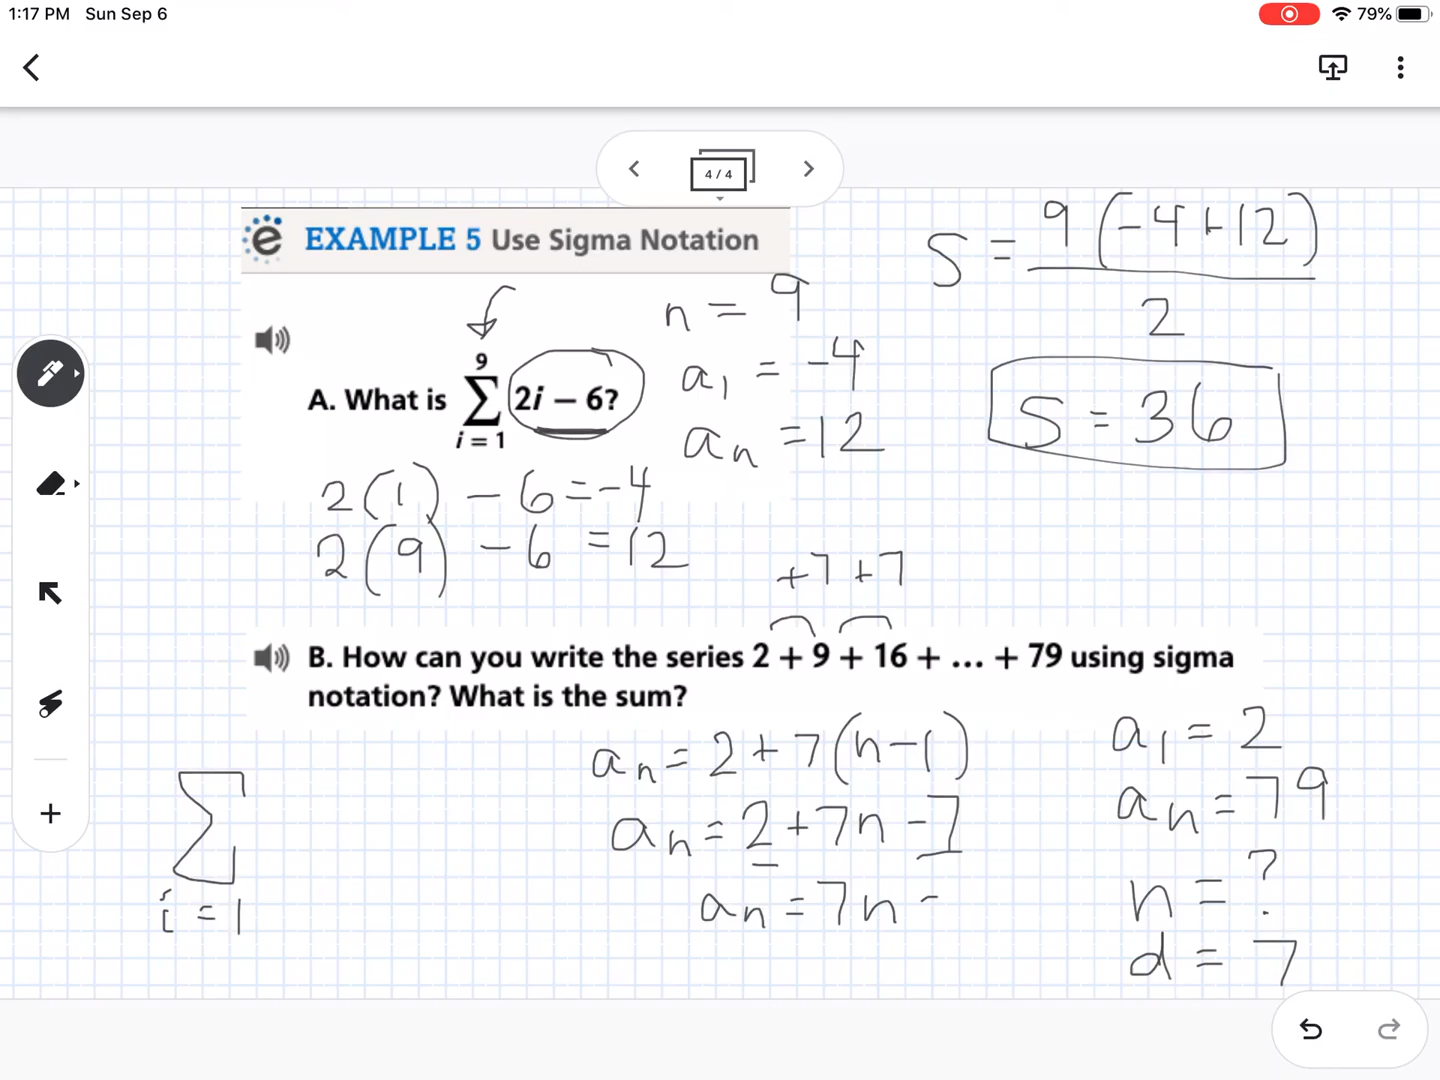 1:17 PM Sun Sep 6
79%
4 / 4
e EXAMPLE 5 Use Sigma Notation
9
A. What is ∑ 2i – 6?
i = 1
n = 9
a₁ = -4
aₙ = 12
2(1) - 6 = -4
2(9) - 6 = 12
S = 9(-4+12)
2
S = 36
+7 +7
B. How can you write the series 2 + 9 + 16 + ... + 79 using sigma
notation? What is the sum?
∑
i = 1
aₙ = 2 + 7(n-1)
aₙ = 2 + 7n - 7
aₙ = 7n -
a₁ = 2
aₙ = 79
n = ?
d = 7